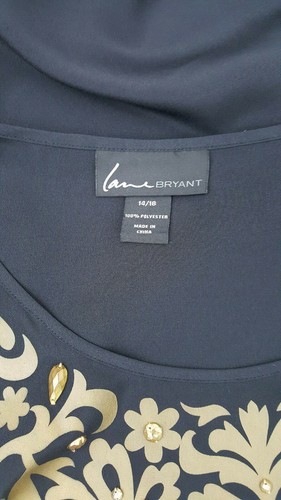 Lane BRYANT
14/16
100% POLYESTER
MADE IN
CHINA